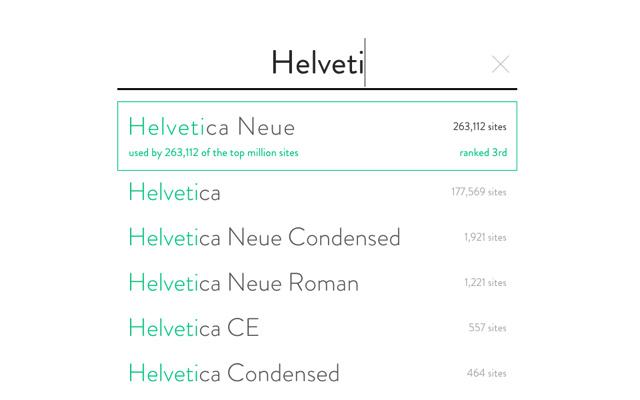 Helveti
Helvetica Neue 263,112 sites
used by 263,112 of the top million sites ranked 3rd
Helvetica 177,569 sites
Helvetica Neue Condensed 1,921 sites
Helvetica Neue Roman 1,221 sites
Helvetica CE 557 sites
Helvetica Condensed 464 sites